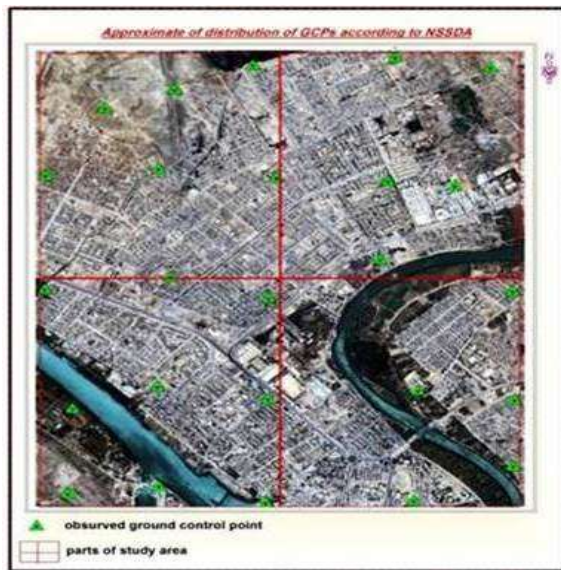 Approximate of distribution of GCPs according to NSSDA
obsurved ground control point
parts of study area